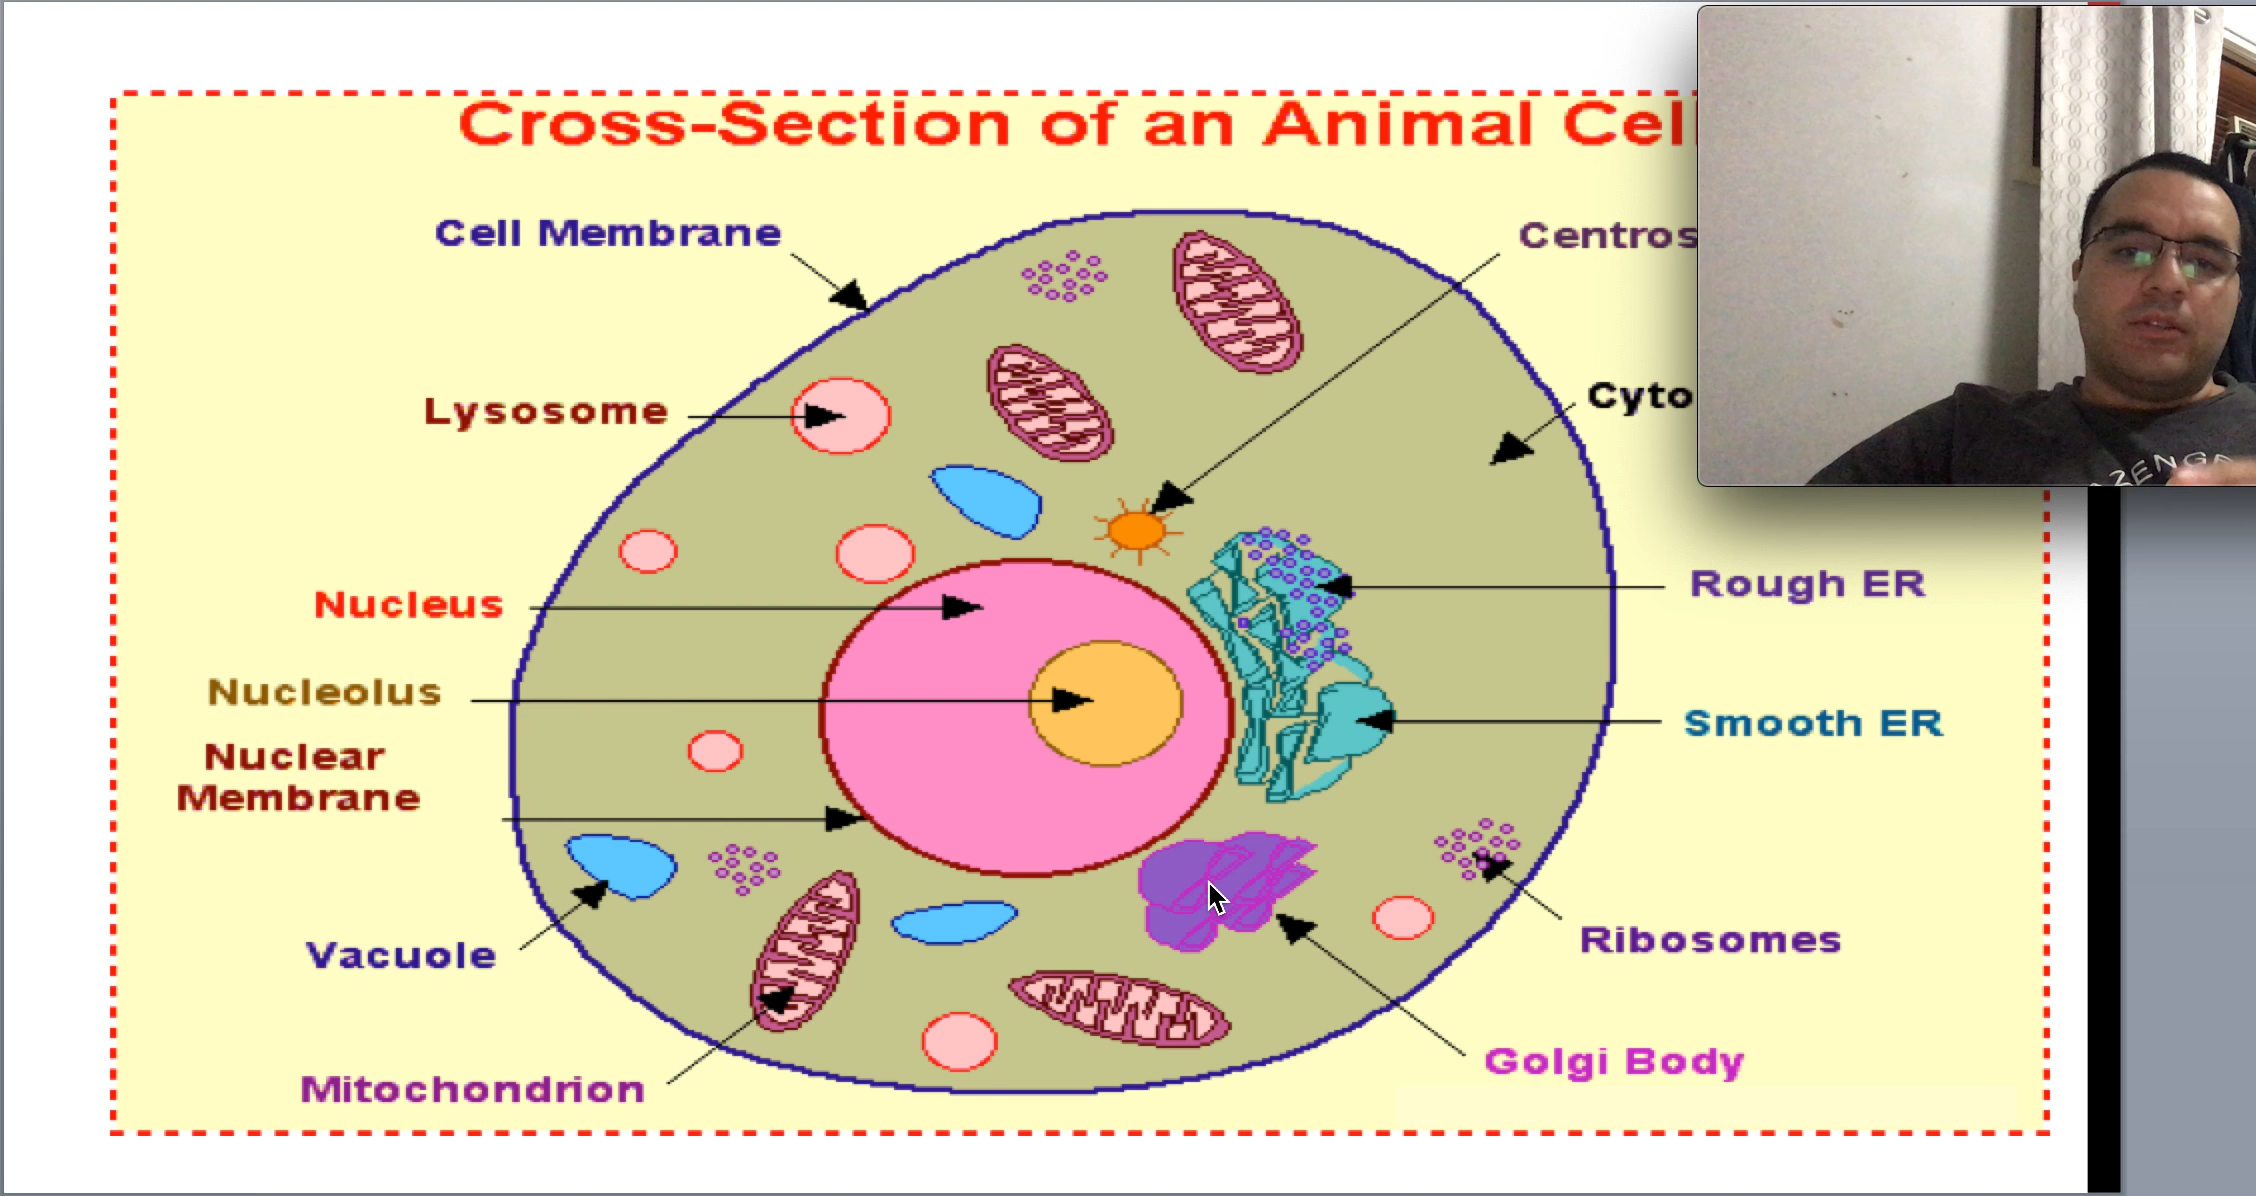 Cross-Section of an Animal Cel
Cell Membrane
Centros
Cyto
Lysosome
Nucleus
Rough ER
Nucleolus
Smooth ER
Nuclear
Membrane
Vacuole
Ribosomes
Mitochondrion
Golgi Body